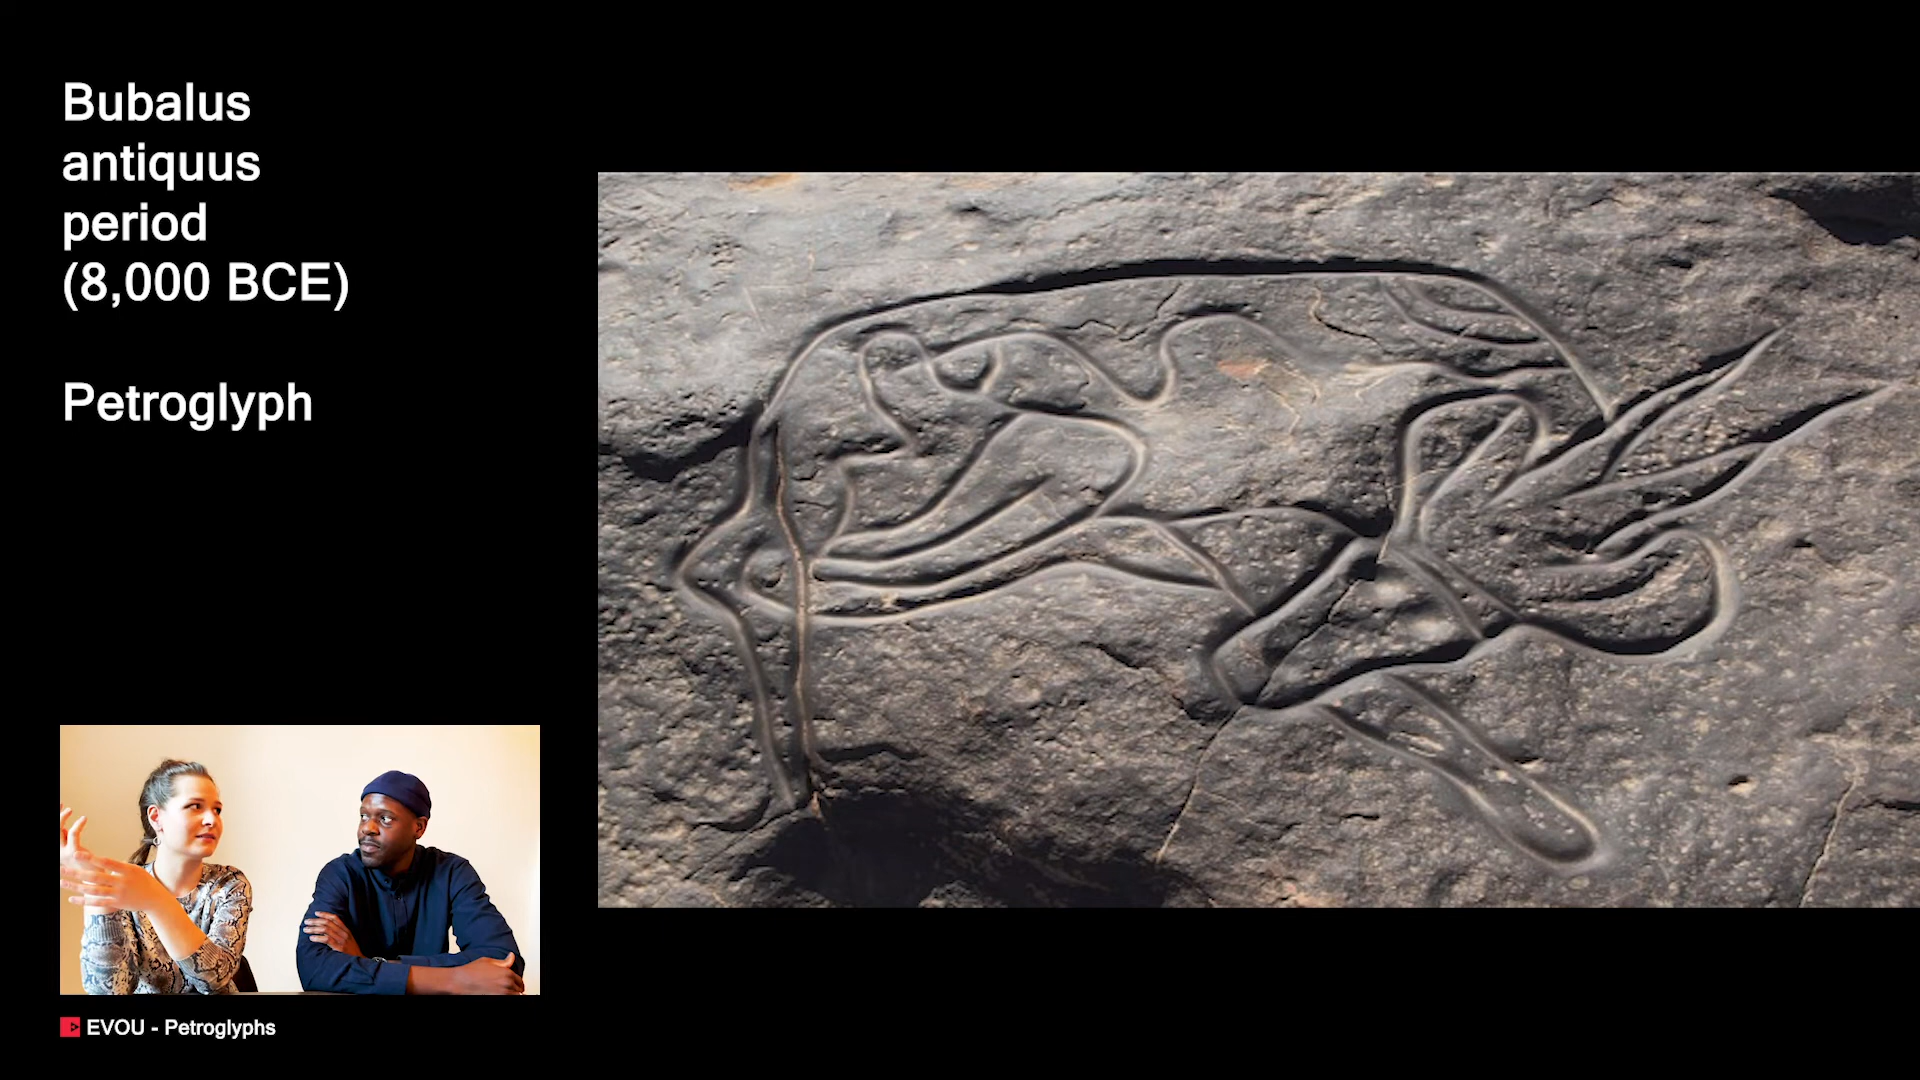 Bubalus
antiquus
period
(8,000 BCE)
Petroglyph
EVOU - Petroglyphs